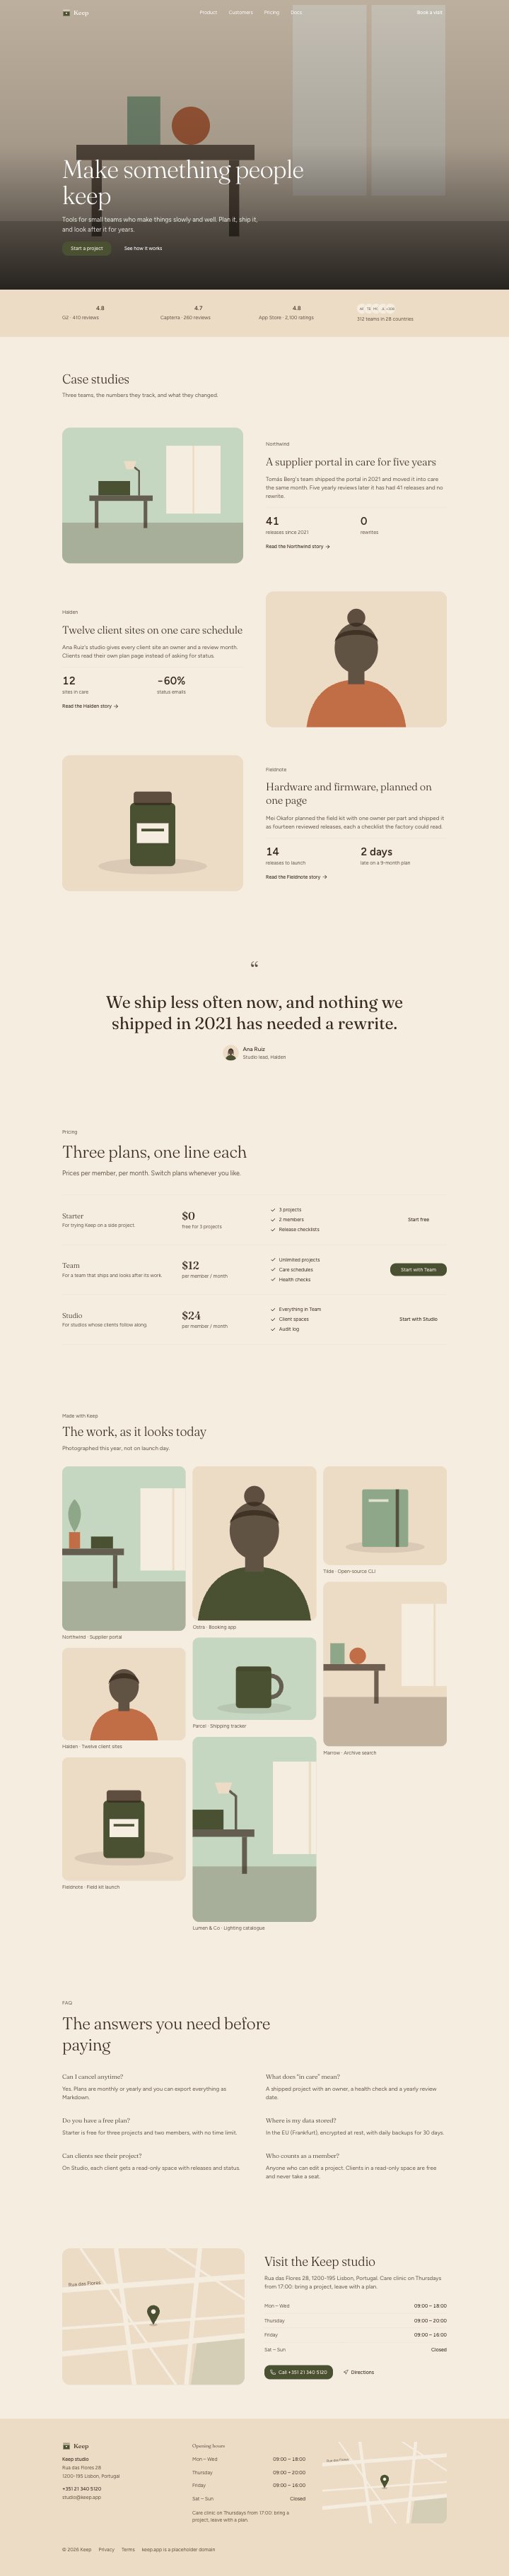 Keep
Product Customers Pricing Docs
Book a visit
Make something people
keep
Tools for small teams who make things slowly and well. Plan it, ship it,
and look after it for years.
Start a project
See how it works
4.8
G2 · 410 reviews
4.7
Capterra · 260 reviews
4.8
App Store · 2,100 ratings
312 teams in 28 countries
Case studies
Three teams, the numbers they track, and what they changed.
Northwind
A supplier portal in care for five years
Tomás Berg's team shipped the portal in 2021 and moved it into care
the same month. Five yearly reviews later it has had 41 releases and no
rewrite.
41
releases since 2021
0
rewrites
Read the Northwind story →
Halden
Twelve client sites on one care schedule
Ana Ruiz's studio gives every client site an owner and a review month.
Clients read their own plan page instead of asking for status.
12
sites in care
−60%
status emails
Read the Halden story →
Fieldnote
Hardware and firmware, planned on
one page
Mei Okafor planned the field kit with one owner per part and shipped it
as fourteen reviewed releases, each a checklist the factory could read.
14
releases to launch
2 days
late on a 9-month plan
Read the Fieldnote story →
“
We ship less often now, and nothing we
shipped in 2021 has needed a rewrite.
Ana Ruiz
Studio lead, Halden
Pricing
Three plans, one line each
Prices per member, per month. Switch plans whenever you like.
Starter
For trying Keep on a side project.
$0
free for 3 projects
3 projects
2 members
Release checklists
Start free
Team
For a team that ships and looks after its work.
$12
per member / month
Unlimited projects
Care schedules
Health checks
Start with Team
Studio
For studios whose clients follow along.
$24
per member / month
Everything in Team
Client spaces
Audit log
Start with Studio
Made with Keep
The work, as it looks today
Photographed this year, not on launch day.
Northwind · Supplier portal
Halden · Twelve client sites
Fieldnote · Field kit launch
Ostra · Booking app
Parcel · Shipping tracker
Lumen & Co · Lighting catalogue
Tilde · Open-source CLI
Marrow · Archive search
FAQ
The answers you need before
paying
Can I cancel anytime?
Yes. Plans are monthly or yearly and you can export everything as
Markdown.
What does “in care” mean?
A shipped project with an owner, a health check and a yearly review
date.
Do you have a free plan?
Starter is free for three projects and two members, with no time limit.
Where is my data stored?
In the EU (Frankfurt), encrypted at rest, with daily backups for 30 days.
Can clients see their project?
On Studio, each client gets a read-only space with releases and status.
Who counts as a member?
Anyone who can edit a project. Clients in a read-only space are free
and never take a seat.
Rua das Flores
Visit the Keep studio
Rua das Flores 28, 1200-195 Lisbon, Portugal. Care clinic on Thursdays
from 17:00: bring a project, leave with a plan.
Mon – Wed 09:00 – 18:00
Thursday 09:00 – 20:00
Friday 09:00 – 16:00
Sat – Sun Closed
Call +351 21 340 5120
Directions
Keep
Keep studio
Rua das Flores 28
1200-195 Lisbon, Portugal
+351 21 340 5120
studio@keep.app
Opening hours
Mon – Wed 09:00 – 18:00
Thursday 09:00 – 20:00
Friday 09:00 – 16:00
Sat – Sun Closed
Care clinic on Thursdays from 17:00: bring a
project, leave with a plan.
Rua das Flores
© 2026 Keep Privacy Terms keep.app is a placeholder domain